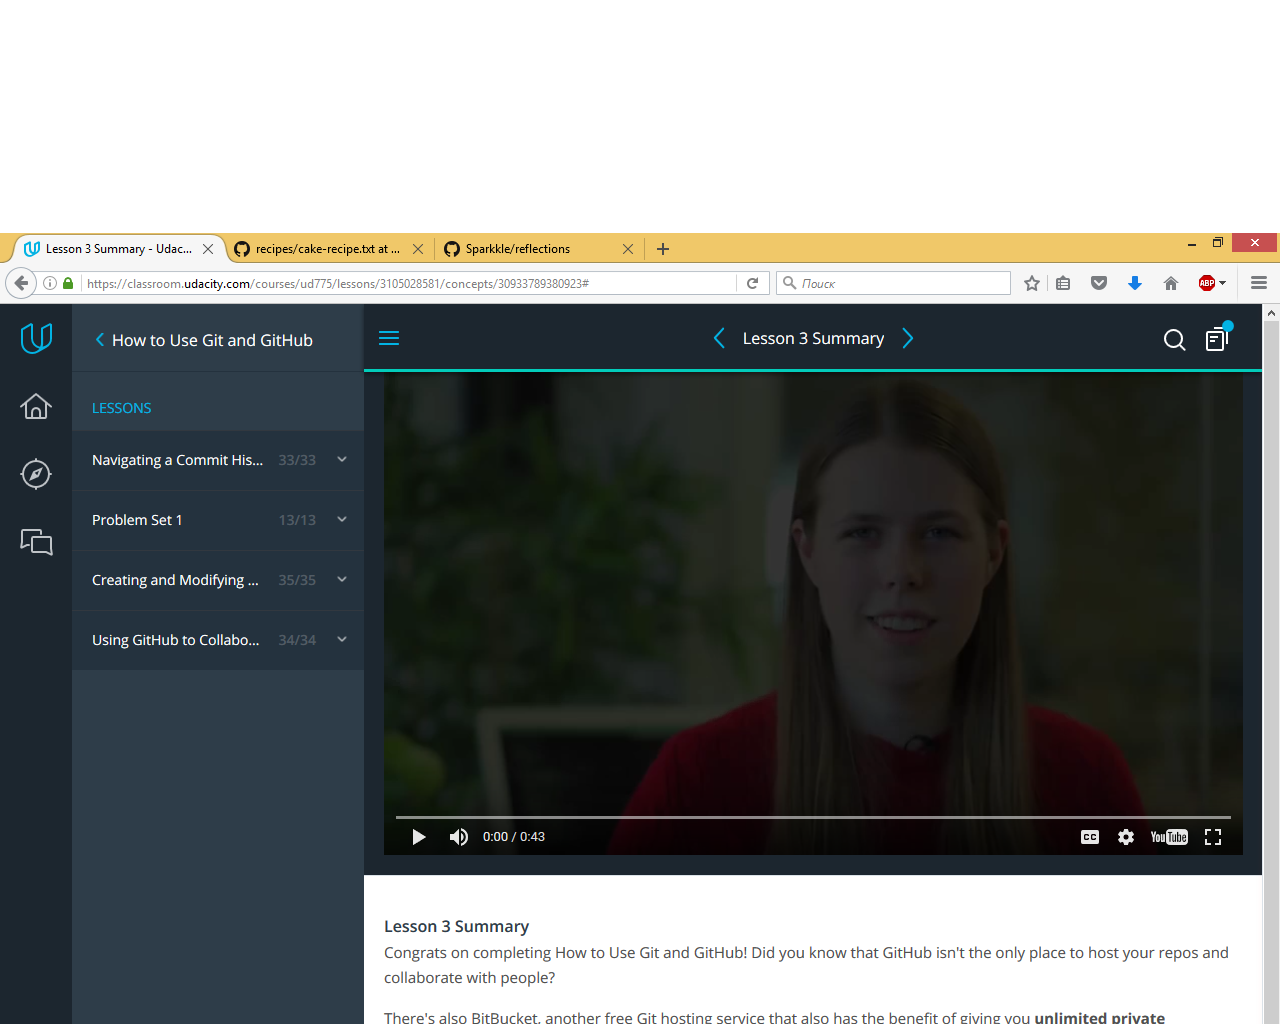 Lesson 3 Summary - Udac...
recipes/cake-recipe.txt at ...
Sparkkle/reflections
https://classroom.udacity.com/courses/ud775/lessons/3105028581/concepts/30933789380923#
Поиск
ABP
How to Use Git and GitHub
Lesson 3 Summary
LESSONS
Navigating a Commit His... 33/33
Problem Set 1 13/13
Creating and Modifying ... 35/35
Using GitHub to Collabo... 34/34
0:00 / 0:43
CC
YouTube
Lesson 3 Summary
Congrats on completing How to Use Git and GitHub! Did you know that GitHub isn't the only place to host your repos and
collaborate with people?
There's also BitBucket, another free Git hosting service that also has the benefit of giving you unlimited private